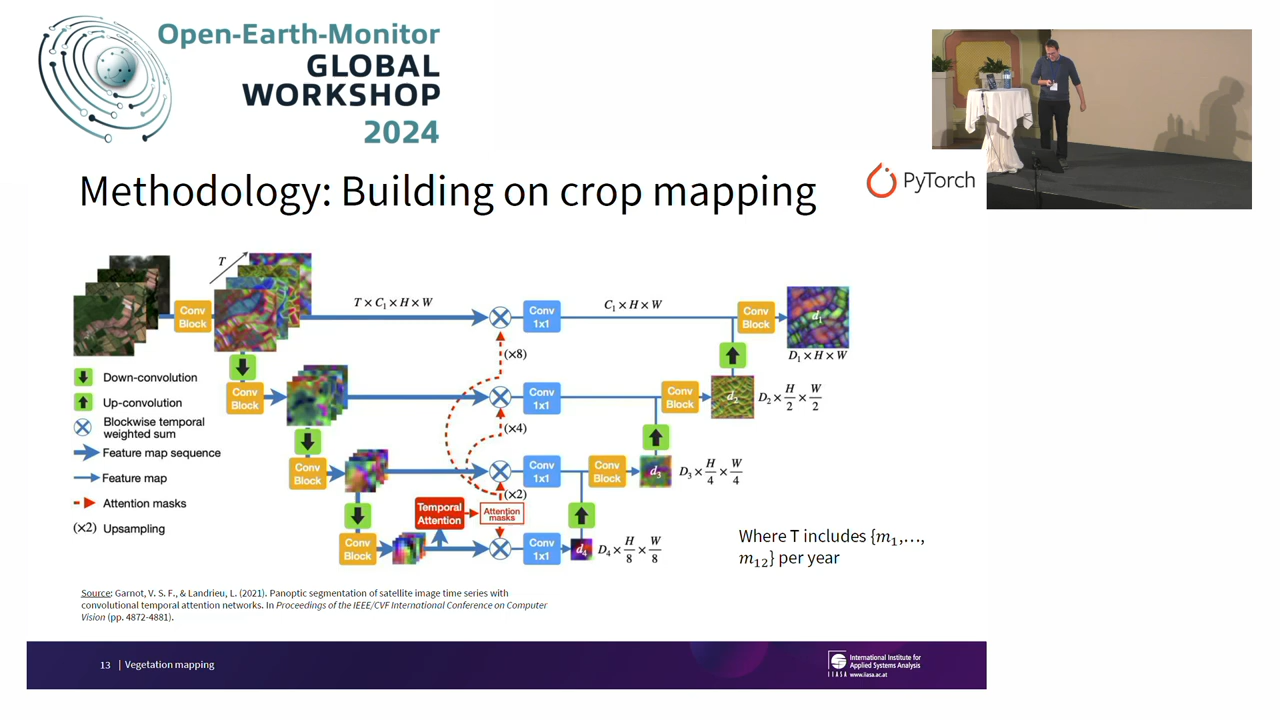 Open-Earth-Monitor
GLOBAL
WORKSHOP
2024
Methodology: Building on crop mapping
PyTorch
T
T × C₁ × H × W
C₁ × H × W
Conv Block
Conv 1x1
Conv Block
d₁
D₁ × H × W
(×8)
Down-convolution
Up-convolution
Blockwise temporal
weighted sum
Feature map sequence
Feature map
Attention masks
(×2) Upsampling
Conv Block
Conv 1x1
Conv Block
d₂
D₂ × H/2 × W/2
(×4)
Conv Block
Conv 1x1
Conv Block
d₃
D₃ × H/4 × W/4
(×2)
Temporal Attention
Attention masks
Conv Block
Conv 1x1
d₄
D₄ × H/8 × W/8
Where T includes {m₁,…,
m₁₂} per year
Source: Garnot, V. S. F., & Landrieu, L. (2021). Panoptic segmentation of satellite image time series with
convolutional temporal attention networks. In Proceedings of the IEEE/CVF International Conference on Computer
Vision (pp. 4872-4881).
13 | Vegetation mapping
IIASA
International Institute for
Applied Systems Analysis
www.iiasa.ac.at